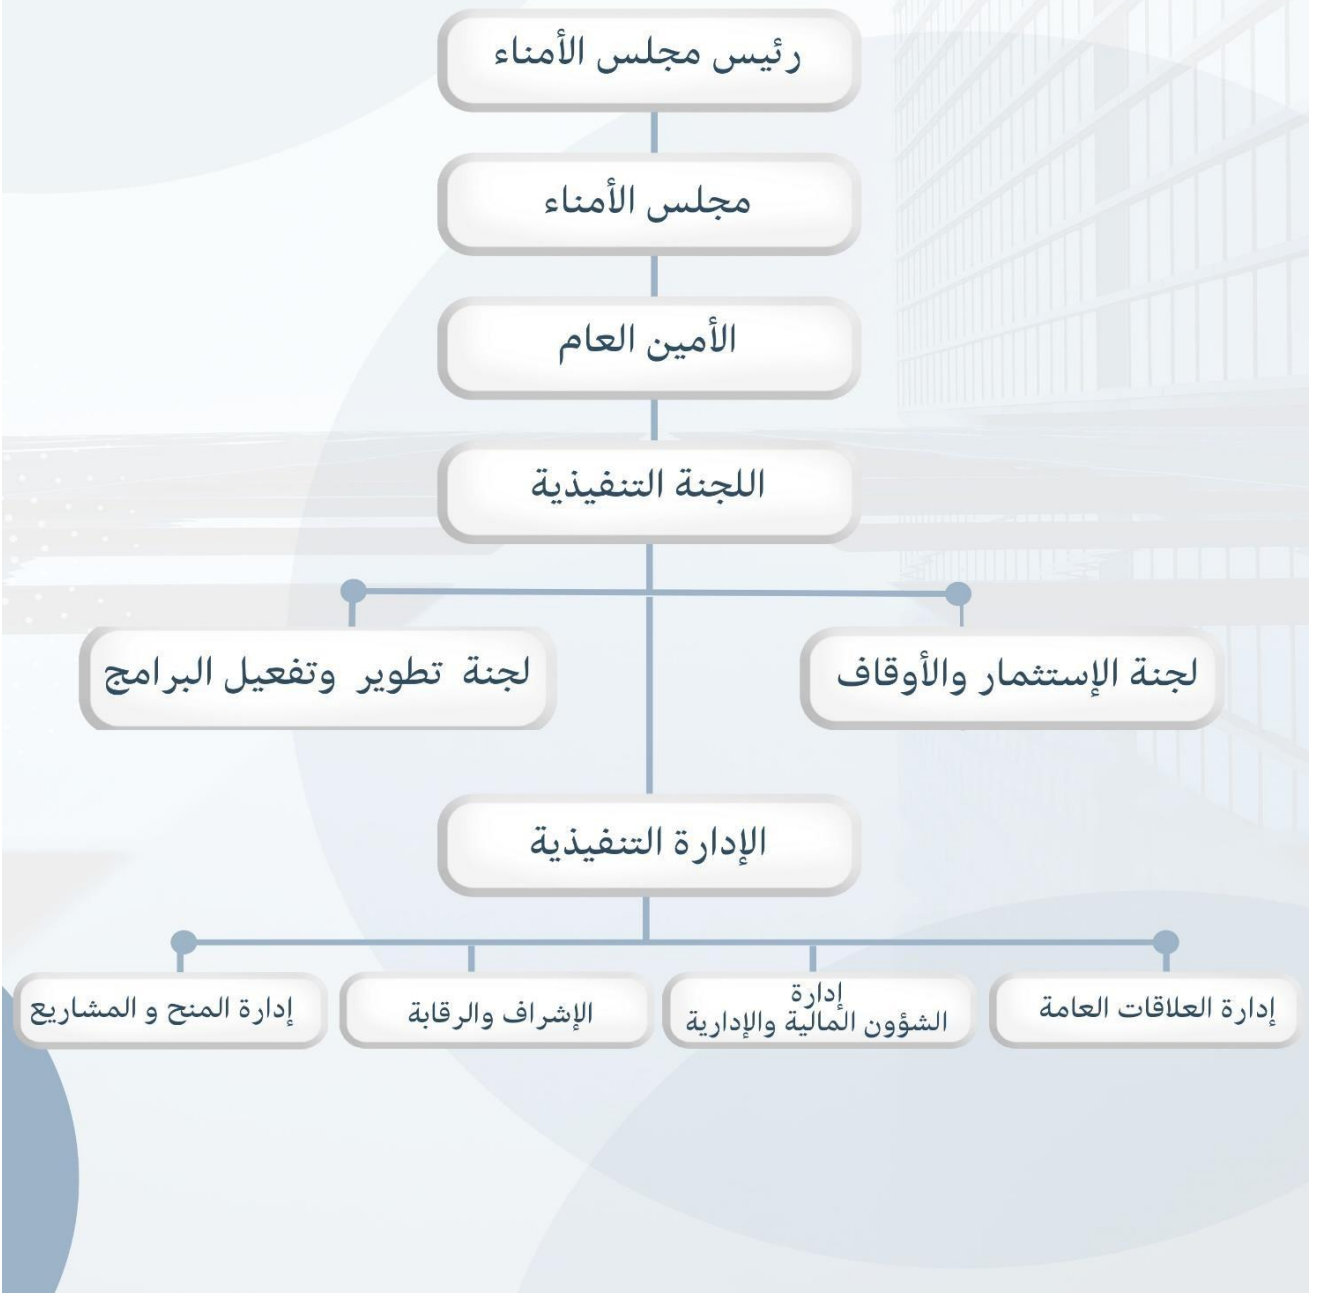 رئيس مجلس الأمناء
مجلس الأمناء
الأمين العام
اللجنة التنفيذية
لجنة الإستثمار والأوقاف
لجنة تطوير وتفعيل البرامج
الإدارة التنفيذية
إدارة العلاقات العامة
إدارة
الشؤون المالية والإدارية
الإشراف والرقابة
إدارة المنح و المشاريع